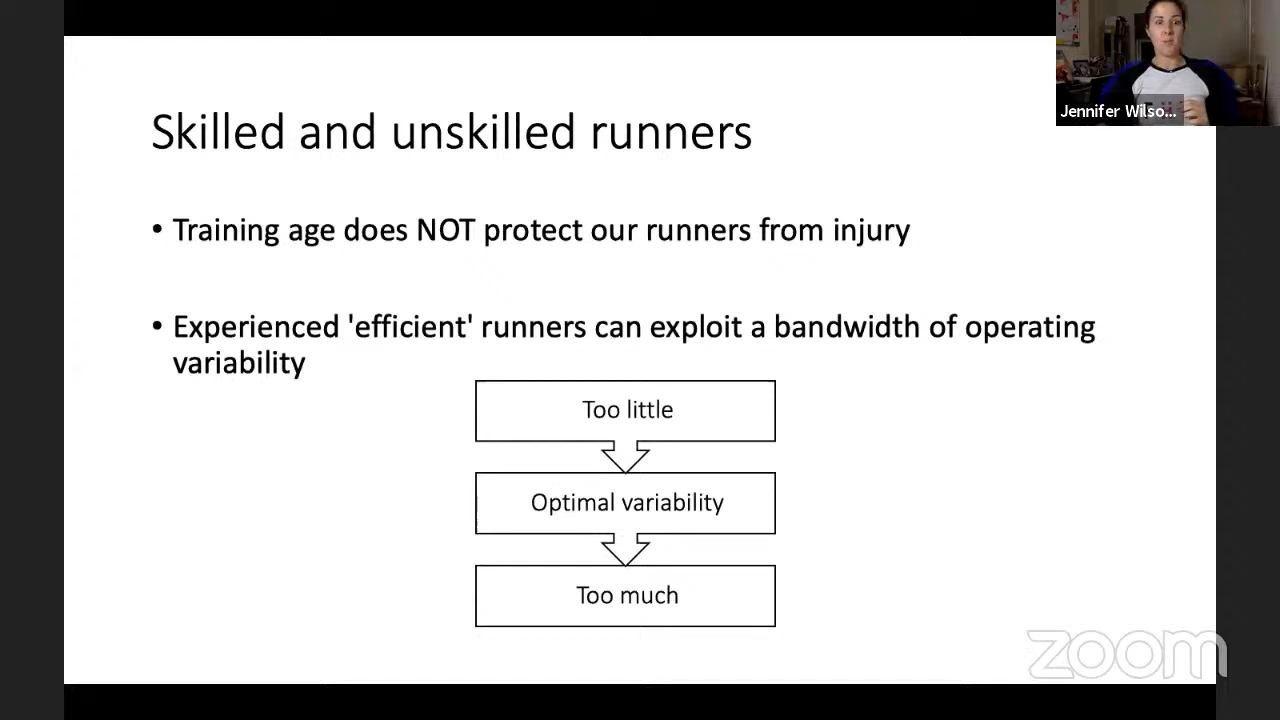 Jennifer Wilso...
Skilled and unskilled runners
• Training age does NOT protect our runners from injury
• Experienced 'efficient' runners can exploit a bandwidth of operating
variability
Too little
Optimal variability
Too much
zoom